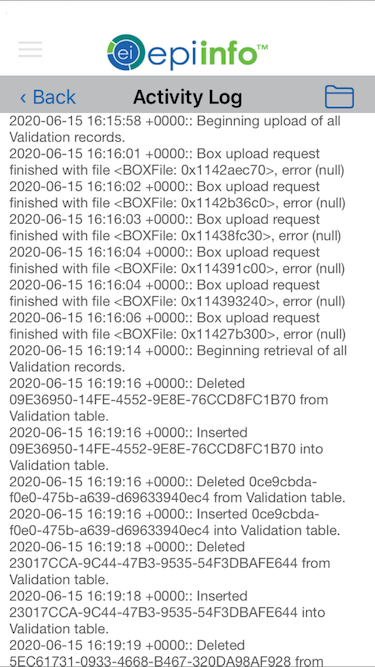 ei epiinfo™
‹ Back Activity Log
2020-06-15 16:15:58 +0000:: Beginning upload of all
Validation records.
2020-06-15 16:16:01 +0000:: Box upload request
finished with file <BOXFile: 0x1142aec70>, error (null)
2020-06-15 16:16:02 +0000:: Box upload request
finished with file <BOXFile: 0x1142b36c0>, error (null)
2020-06-15 16:16:03 +0000:: Box upload request
finished with file <BOXFile: 0x11438fc30>, error (null)
2020-06-15 16:16:04 +0000:: Box upload request
finished with file <BOXFile: 0x114391c00>, error (null)
2020-06-15 16:16:04 +0000:: Box upload request
finished with file <BOXFile: 0x114393240>, error (null)
2020-06-15 16:16:06 +0000:: Box upload request
finished with file <BOXFile: 0x11427b300>, error (null)
2020-06-15 16:19:14 +0000:: Beginning retrieval of all
Validation records.
2020-06-15 16:19:16 +0000:: Deleted
09E36950-14FE-4552-9E8E-76CCD8FC1B70 from
Validation table.
2020-06-15 16:19:16 +0000:: Inserted
09E36950-14FE-4552-9E8E-76CCD8FC1B70 into
Validation table.
2020-06-15 16:19:16 +0000:: Deleted 0ce9cbda-
f0e0-475b-a639-d69633940ec4 from Validation table.
2020-06-15 16:19:16 +0000:: Inserted 0ce9cbda-
f0e0-475b-a639-d69633940ec4 into Validation table.
2020-06-15 16:19:18 +0000:: Deleted
23017CCA-9C44-47B3-9535-54F3DBAFE644 from
Validation table.
2020-06-15 16:19:18 +0000:: Inserted
23017CCA-9C44-47B3-9535-54F3DBAFE644 into
Validation table.
2020-06-15 16:19:19 +0000:: Deleted
5EC61731-0933-4668-B467-320DA98AF928 from